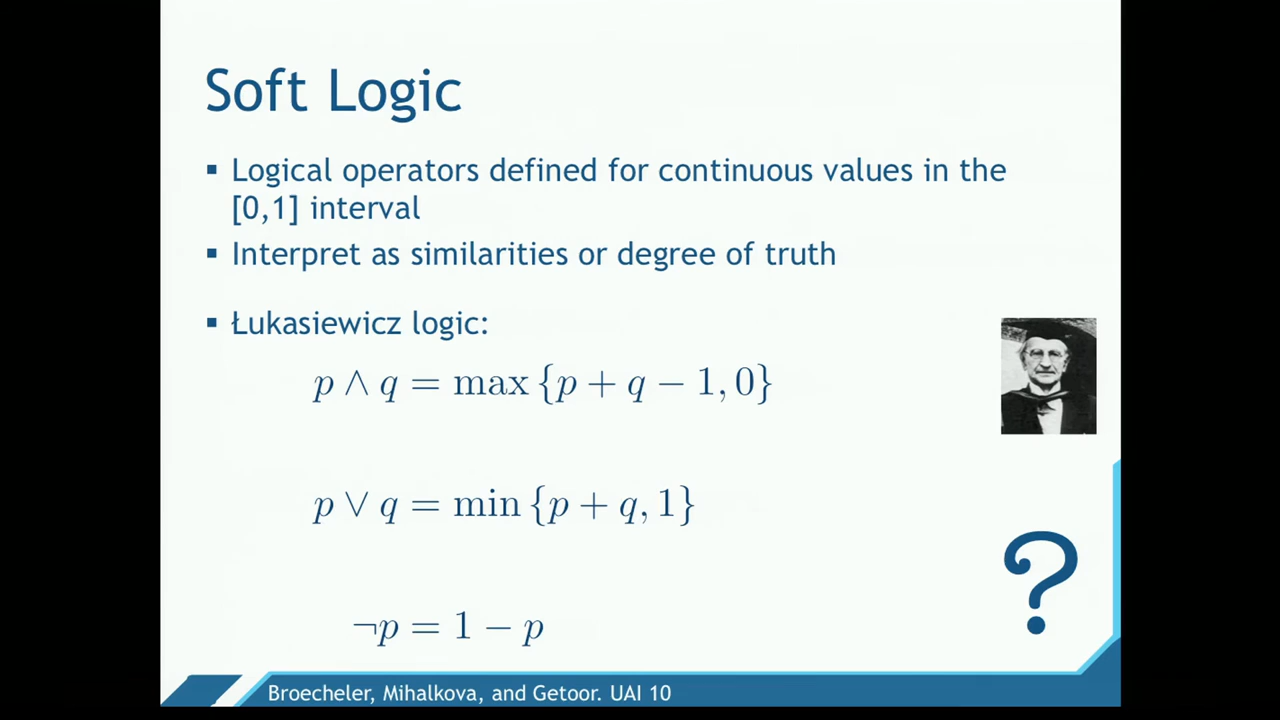 Soft Logic
▪ Logical operators defined for continuous values in the
[0,1] interval
▪ Interpret as similarities or degree of truth
▪ Łukasiewicz logic:
p ∧ q = max {p + q − 1, 0}
p ∨ q = min {p + q, 1}
¬p = 1 − p
?
Broecheler, Mihalkova, and Getoor. UAI 10